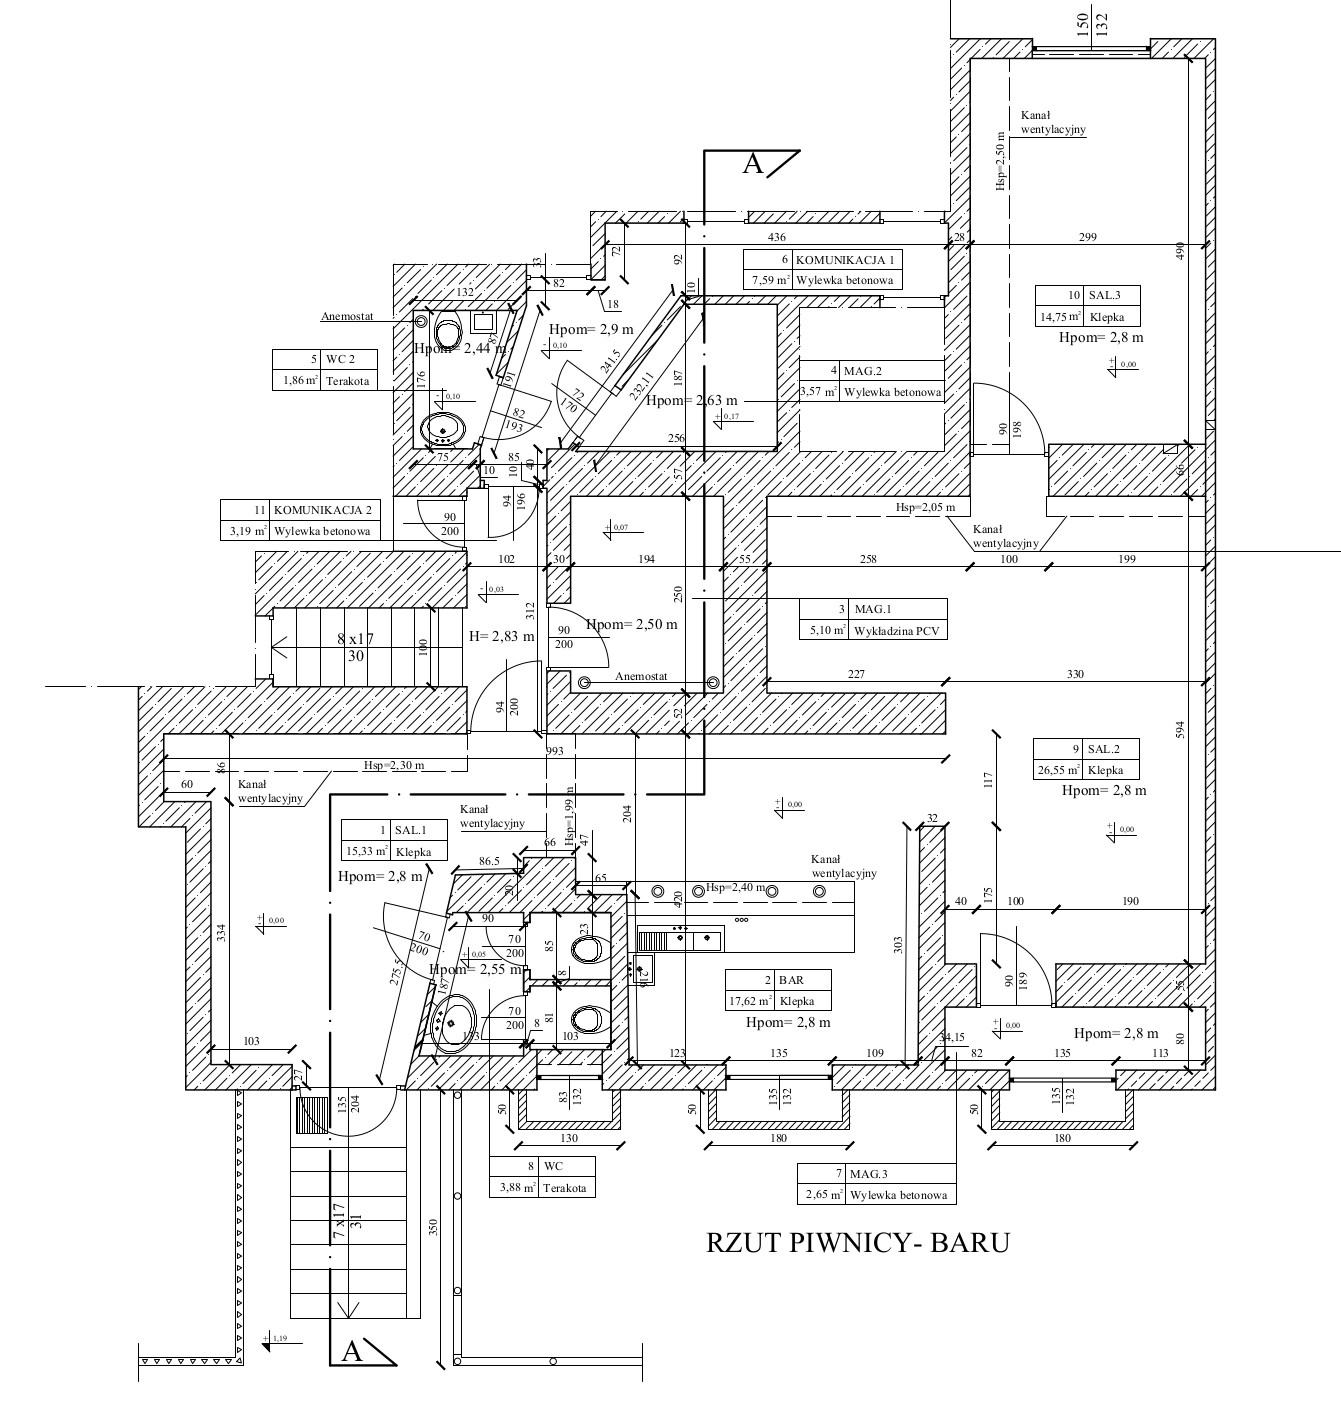 150
132
Kanał
wentylacyjny
Hsp=2,50 m
A
436
28
299
490
72
92
10
6 KOMUNIKACJA 1
7,59 m² Wylewka betonowa
33
82
18
132
10 SAL.3
14,75 m² Klepka
Hpom= 2,8 m
± 0,00
Anemostat
Hpom= 2,9 m
- 0,10
87
Hpom= 2,44 m
5 WC 2
1,86 m² Terakota
176
191
- 0,10
241.5
232.11
187
4 MAG.2
3,57 m² Wylewka betonowa
72
170
Hpom= 2,63 m
+ 0,17
82
193
256
90
198
75
10
85
10
40
57
66
94
196
11 KOMUNIKACJA 2
3,19 m² Wylewka betonowa
90
200
Hsp=2,05 m
+ 0,07
Kanał
wentylacyjny
102
30
194
55
258
100
199
- 0,03
312
250
3 MAG.1
5,10 m² Wykładzina PCV
8 x17
30
100
H= 2,83 m
90
200
Hpom= 2,50 m
Anemostat
227
330
94
200
52
594
993
86
Hsp=2,30 m
9 SAL.2
26,55 m² Klepka
Hpom= 2,8 m
60
Kanał
wentylacyjny
117
Kanał
wentylacyjny
Hsp=1,99 m
204
± 0,00
± 0,00
1 SAL.1
15,33 m² Klepka
Hpom= 2,8 m
32
66
47
86.5
20
65
Kanał
wentylacyjny
Hsp=2,40 m
420
175
40
100
190
± 0,00
334
90
23
70
200
70
200
85
+ 0,05
Hpom= 2,55 m
303
275,5
187
8
2 BAR
17,62 m² Klepka
Hpom= 2,8 m
90
189
81
70
200
8
133
103
± 0,00
Hpom= 2,8 m
80
103
34,15
123
135
109
82
135
113
27
135
204
50
83
132
50
135
132
50
135
132
130
180
180
8 WC
3,88 m² Terakota
7 MAG.3
2,65 m² Wylewka betonowa
7 x17
31
350
RZUT PIWNICY- BARU
± 1,19
A